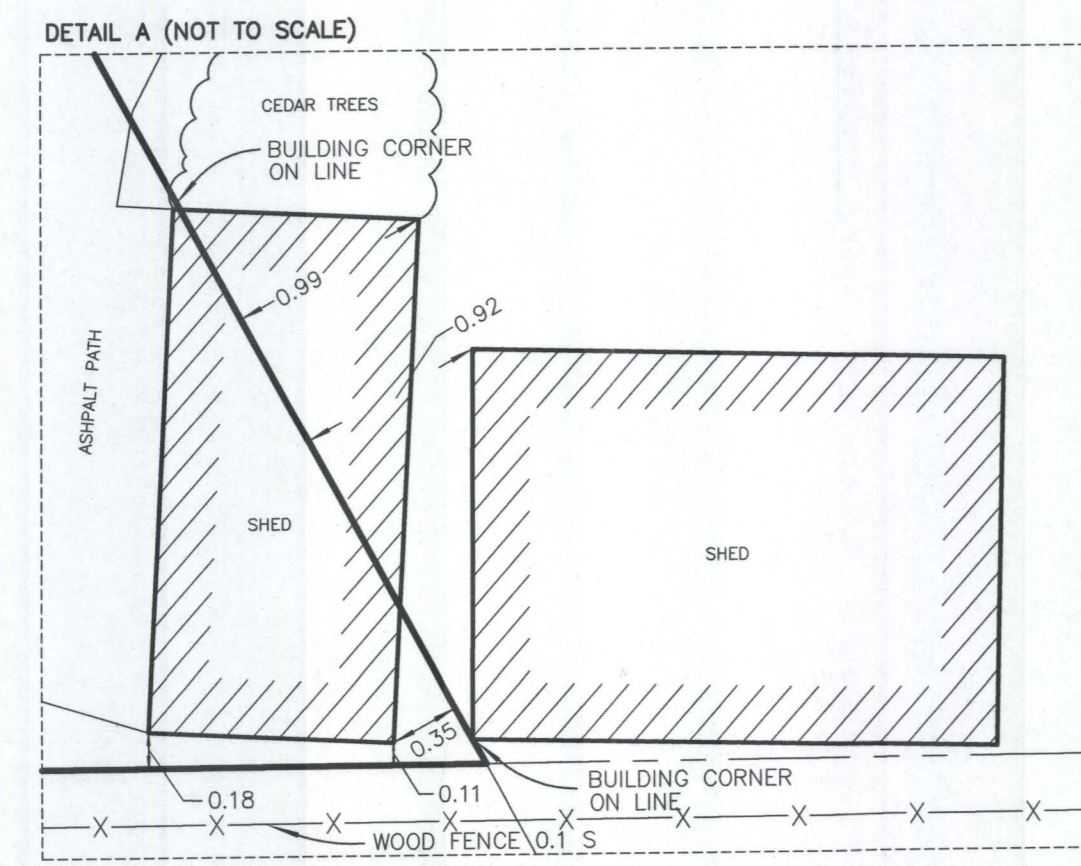 DETAIL A (NOT TO SCALE)
CEDAR TREES
BUILDING CORNER
ON LINE
0.99
0.92
ASHPALT PATH
SHED
SHED
0.35
BUILDING CORNER
ON LINE
0.18
0.11
X X X X X X X X X
WOOD FENCE 0.1 S